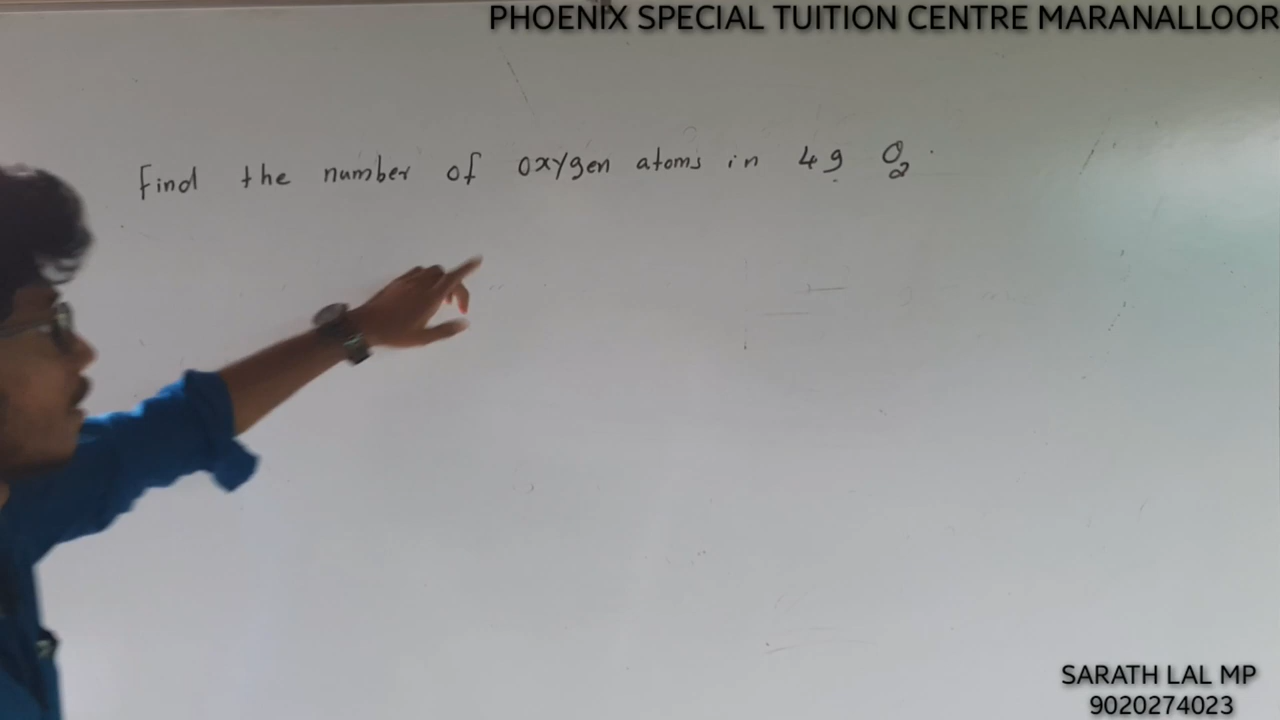 PHOENIX SPECIAL TUITION CENTRE MARANALLOOR
Find the number of oxygen atoms in 4g O₂.
SARATH LAL MP
9020274023